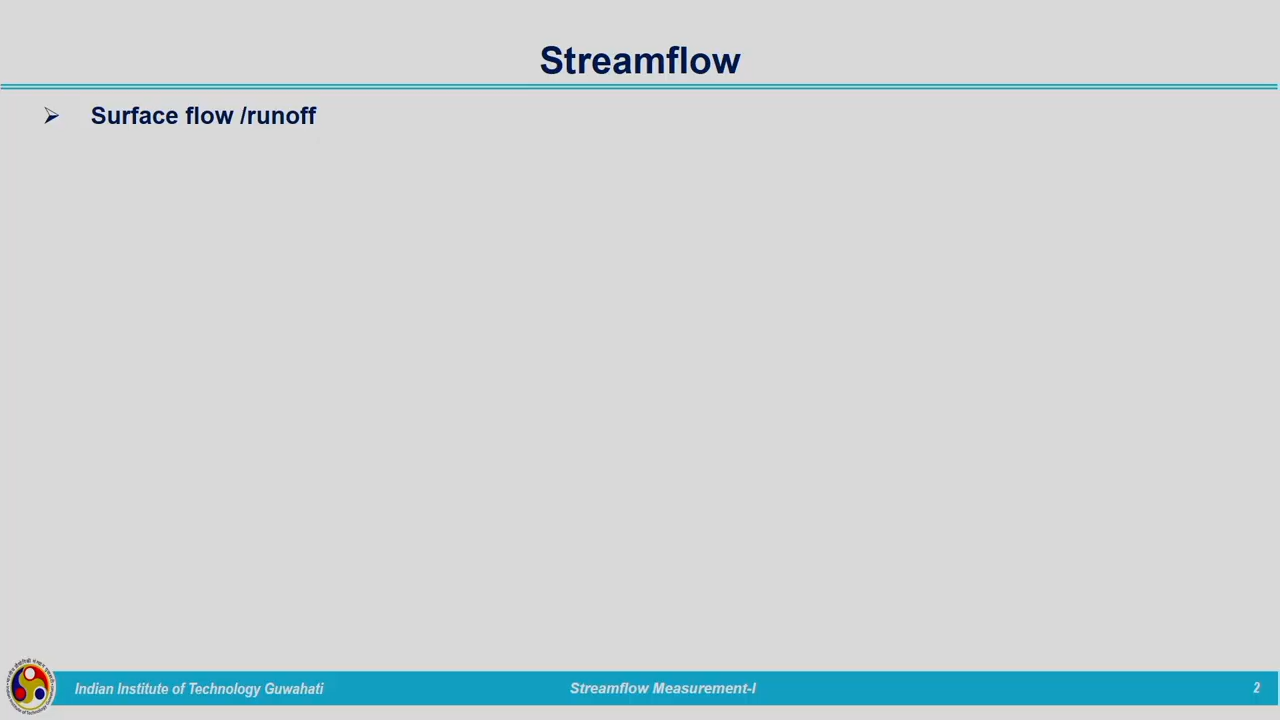 Streamflow
➢ Surface flow /runoff
Indian Institute of Technology Guwahati
Streamflow Measurement-I
2